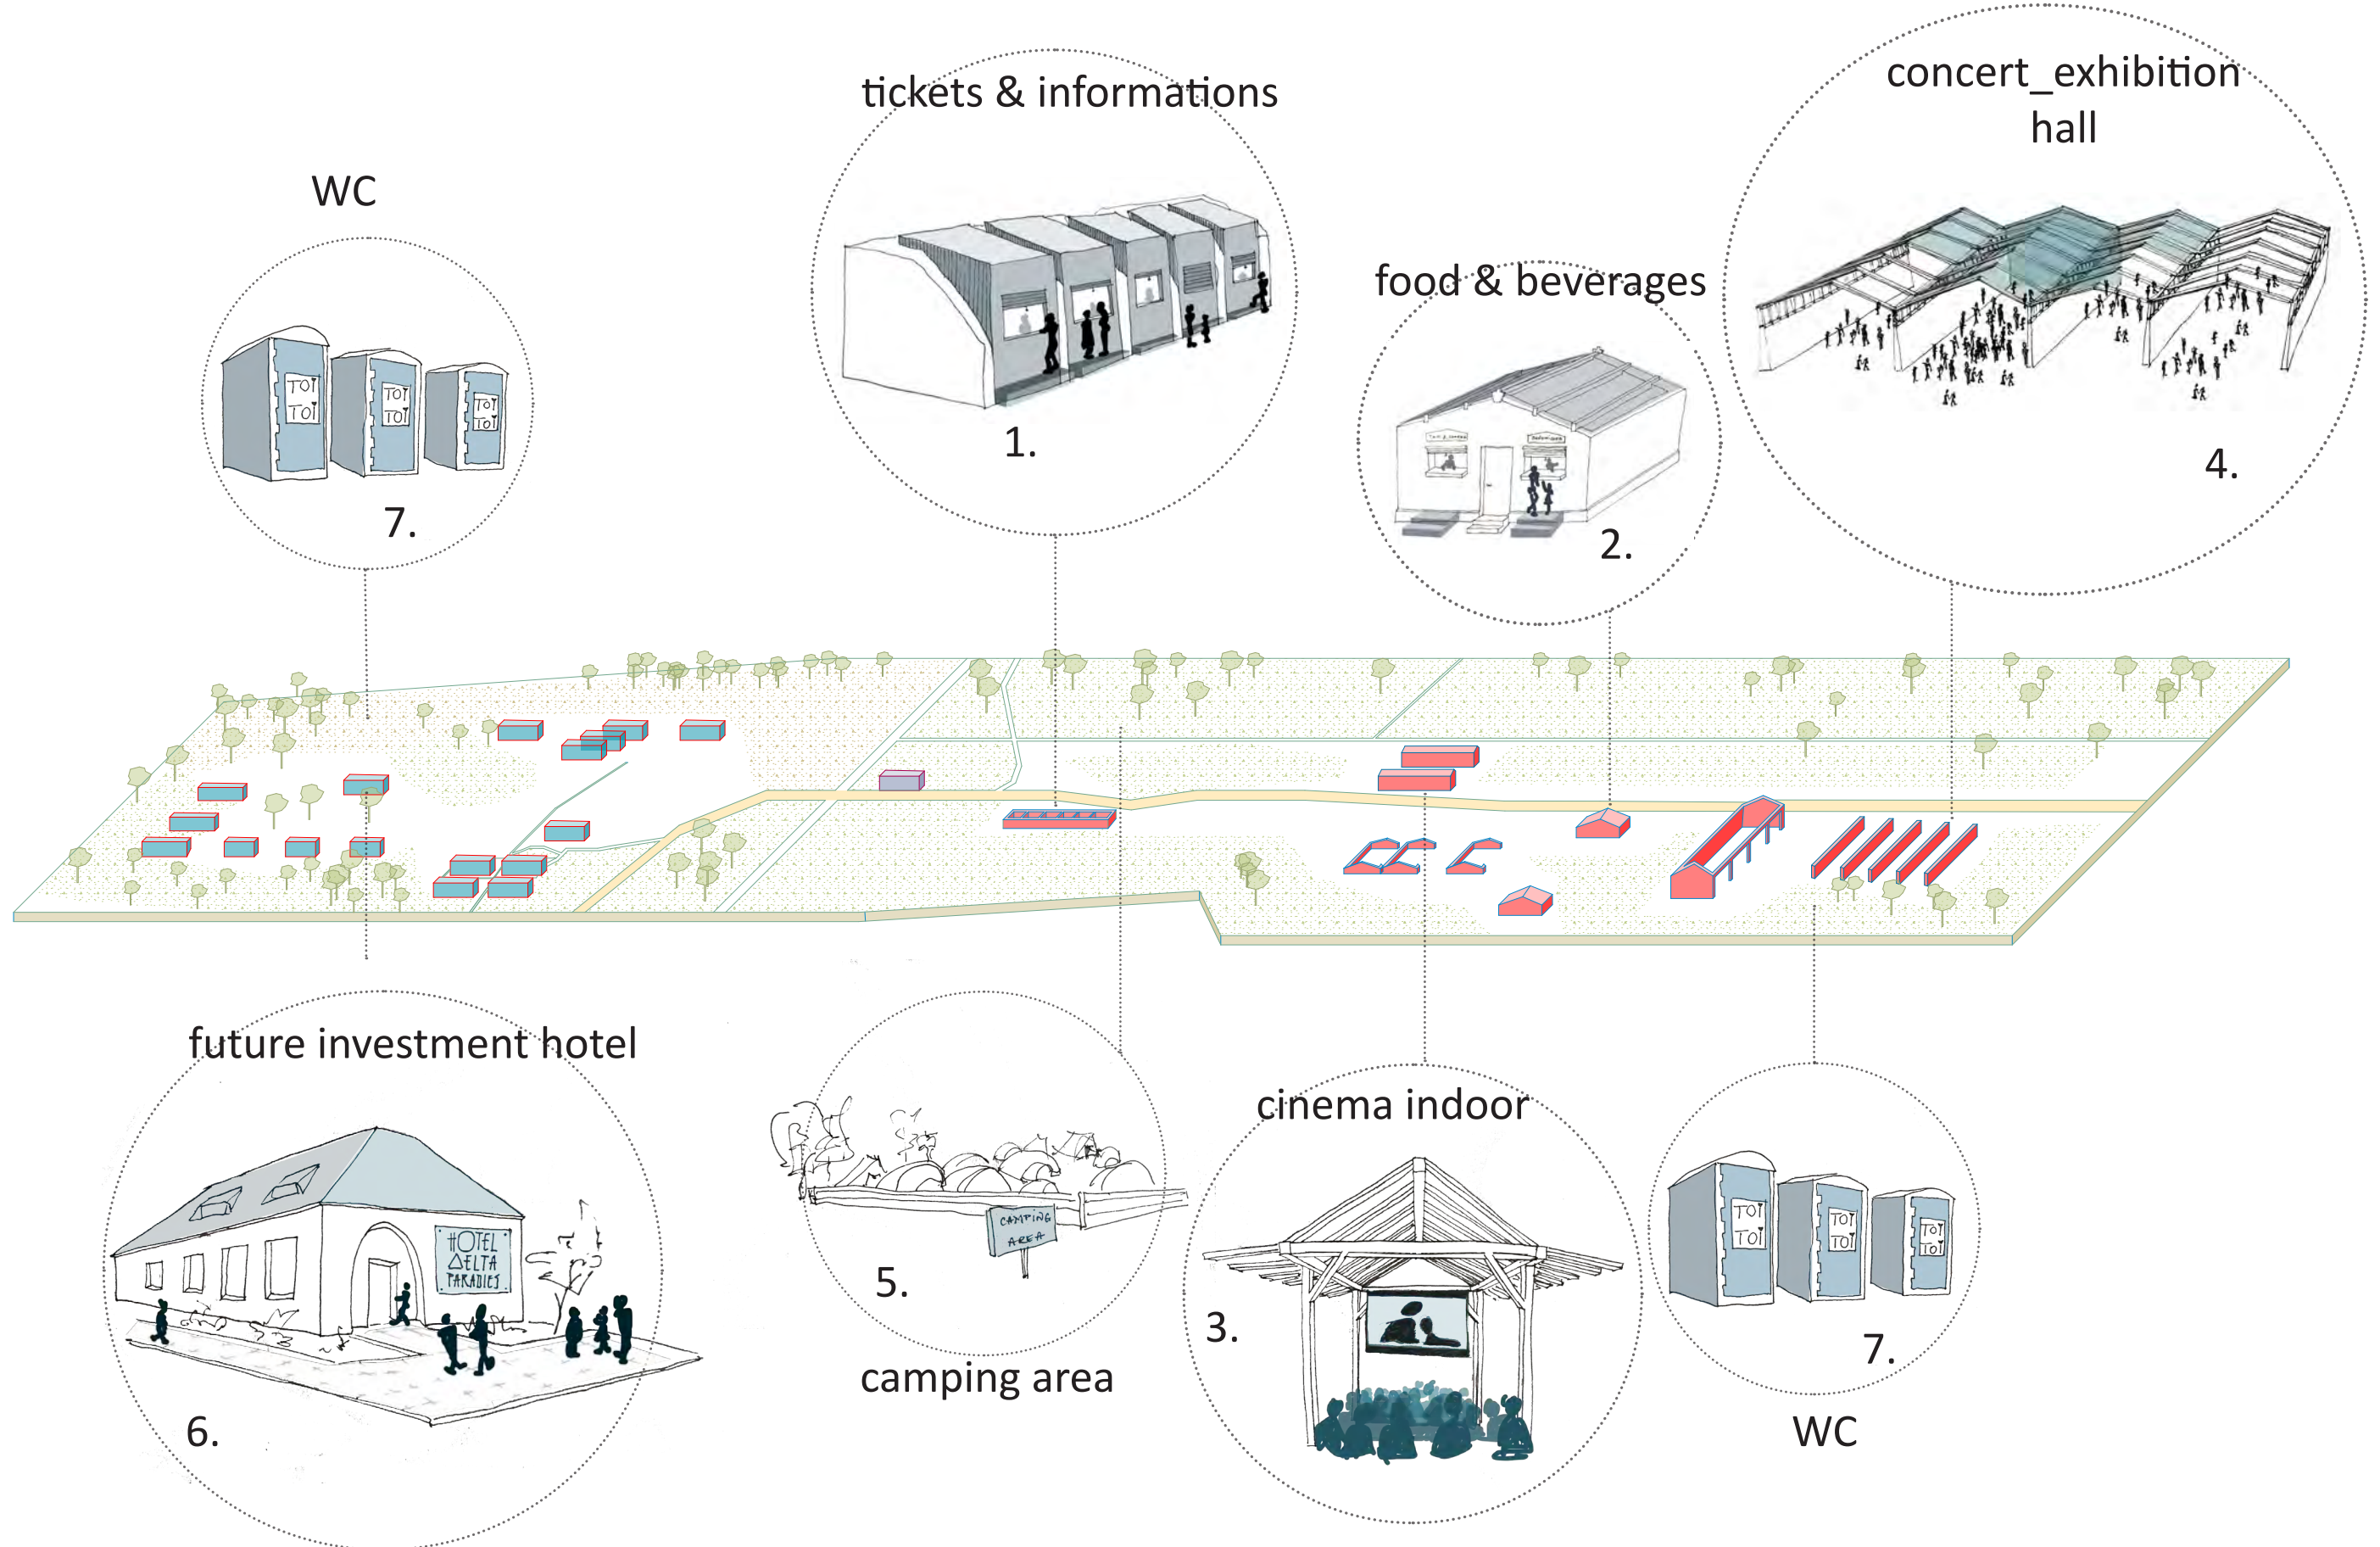 tickets & informations
1.
concert_exhibition
hall
4.
WC
TOI
TOI
TOI
TOI
TOI
TOI
7.
food & beverages
2.
future investment hotel
HOTEL
DELTA
PARADIES
6.
CAMPING
AREA
5.
camping area
cinema indoor
3.
TOI
TOI
TOI
TOI
TOI
TOI
7.
WC